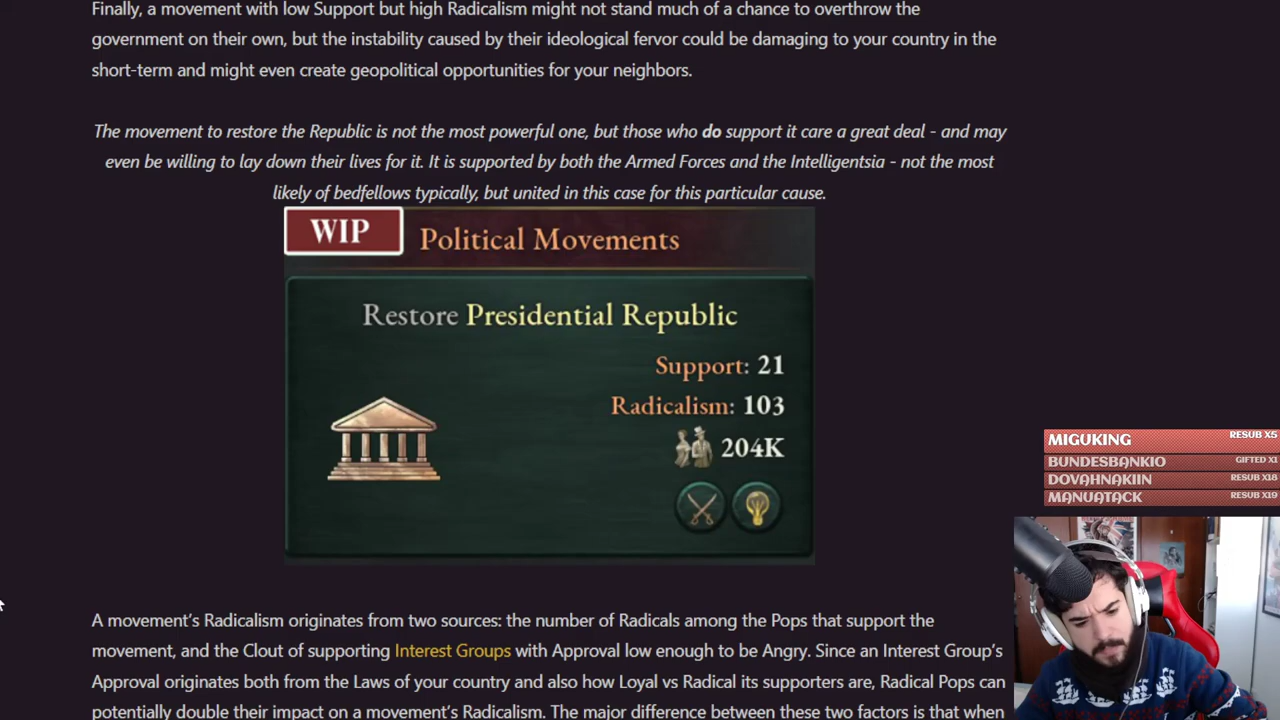 Finally, a movement with low Support but high Radicalism might not stand much of a chance to overthrow the
government on their own, but the instability caused by their ideological fervor could be damaging to your country in the
short-term and might even create geopolitical opportunities for your neighbors.
The movement to restore the Republic is not the most powerful one, but those who do support it care a great deal - and may
even be willing to lay down their lives for it. It is supported by both the Armed Forces and the Intelligentsia - not the most
likely of bedfellows typically, but united in this case for this particular cause.
WIP Political Movements
Restore Presidential Republic
Support: 21
Radicalism: 103
204K
MIGUKING RESUB X5
BUNDESBANKIO GIFTED X1
DOVAHNAKIIN RESUB X18
MANUATACK RESUB X19
A movement's Radicalism originates from two sources: the number of Radicals among the Pops that support the
movement, and the Clout of supporting Interest Groups with Approval low enough to be Angry. Since an Interest Group's
Approval originates both from the Laws of your country and also how Loyal vs Radical its supporters are, Radical Pops can
potentially double their impact on a movement's Radicalism. The major difference between these two factors is that when